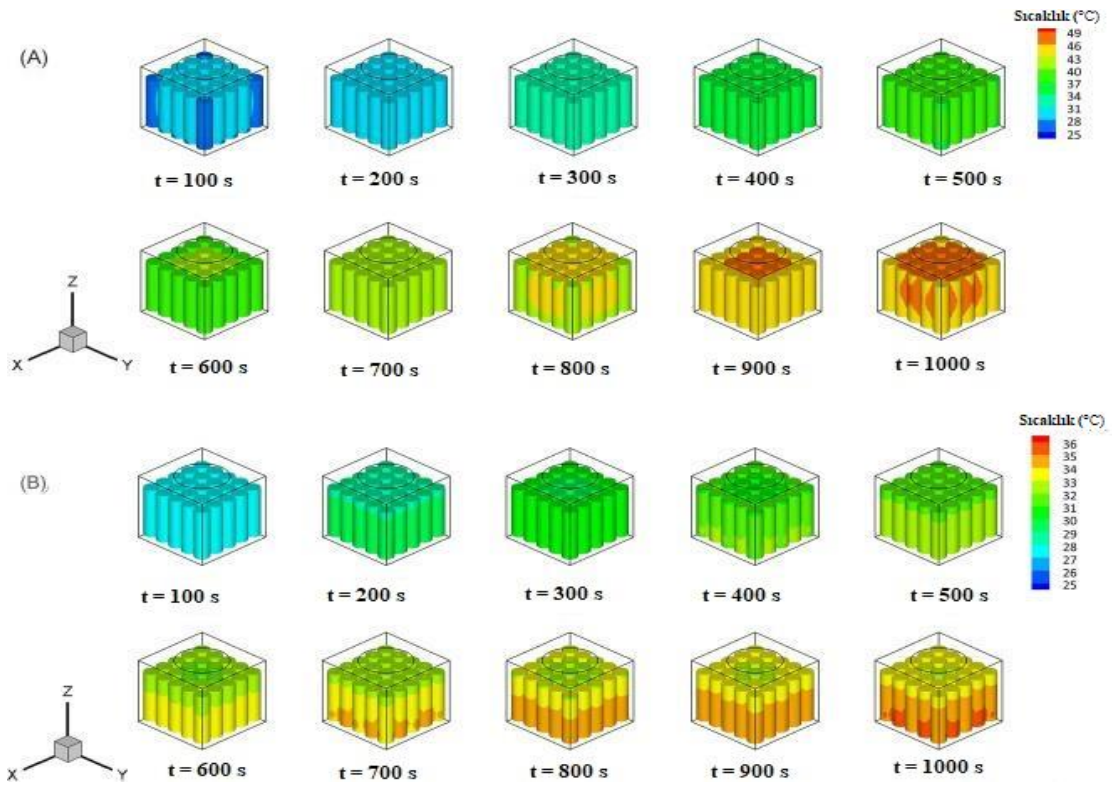 Sıcaklık (°C)
(A)
49
46
43
40
37
34
31
28
25
t = 100 s
t = 200 s
t = 300 s
t = 400 s
t = 500 s
Z
X
Y
t = 600 s
t = 700 s
t = 800 s
t = 900 s
t = 1000 s
Sıcaklık (°C)
(B)
36
35
34
33
32
31
30
29
28
27
26
25
t = 100 s
t = 200 s
t = 300 s
t = 400 s
t = 500 s
Z
X
Y
t = 600 s
t = 700 s
t = 800 s
t = 900 s
t = 1000 s